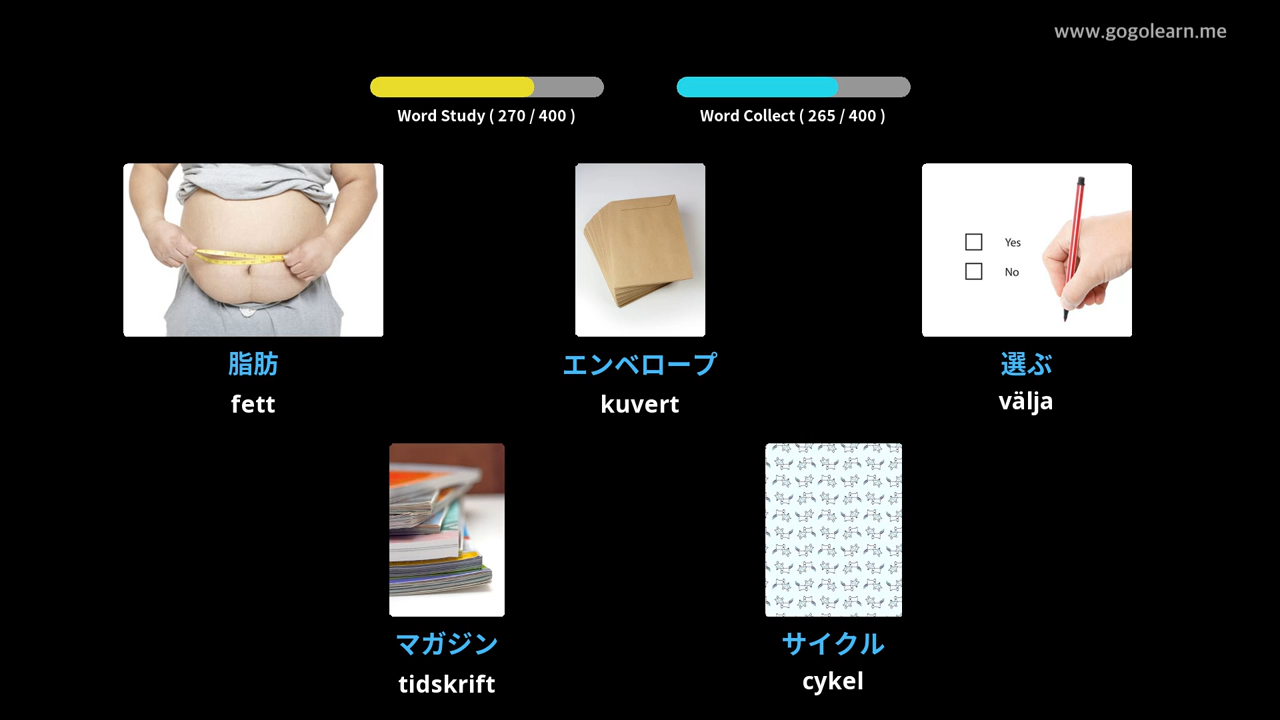 www.gogolearn.me
Word Study ( 270 / 400 )
Word Collect ( 265 / 400 )
Yes
No
脂肪
エンベロープ
選ぶ
fett
kuvert
välja
マガジン
サイクル
tidskrift
cykel